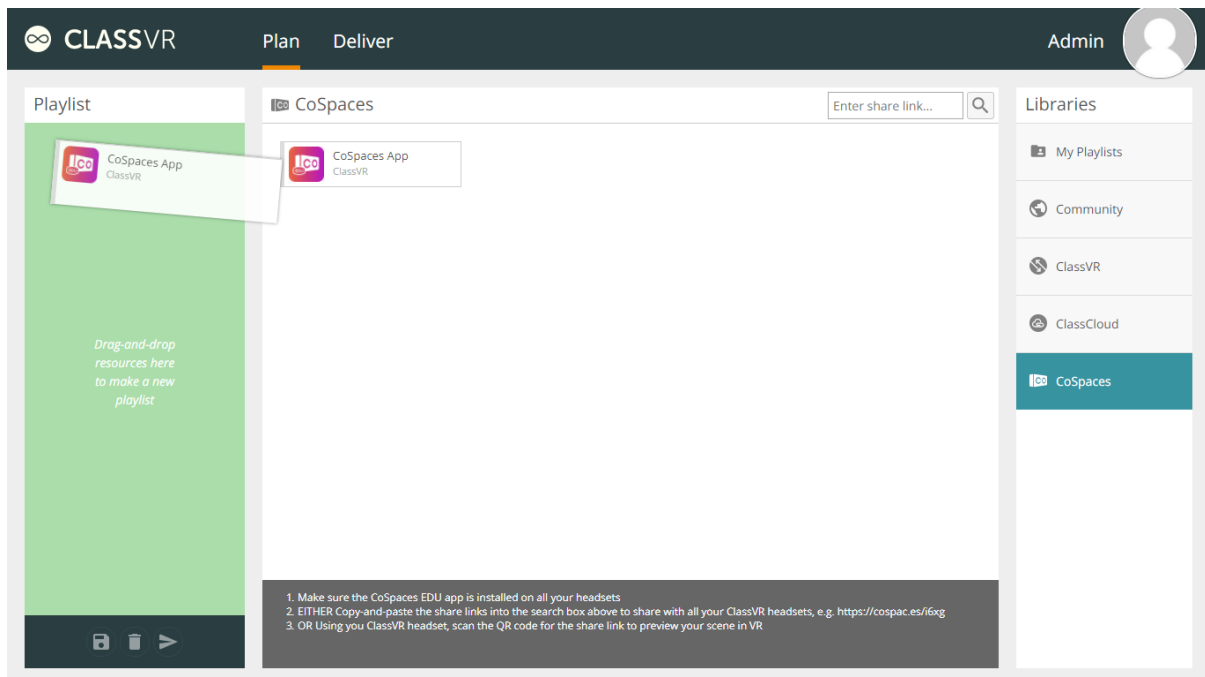 CLASSVR
Plan
Deliver
Admin
Playlist
CoSpaces App
ClassVR
Drag-and-drop
resources here
to make a new
playlist
CO CoSpaces
Enter share link...
CO CoSpaces App
ClassVR
1. Make sure the CoSpaces EDU app is installed on all your headsets
2. EITHER Copy-and-paste the share links into the search box above to share with all your ClassVR headsets, e.g. https://cospac.es/i6xg
3. OR Using you ClassVR headset, scan the QR code for the share link to preview your scene in VR
Libraries
My Playlists
Community
ClassVR
ClassCloud
CO CoSpaces